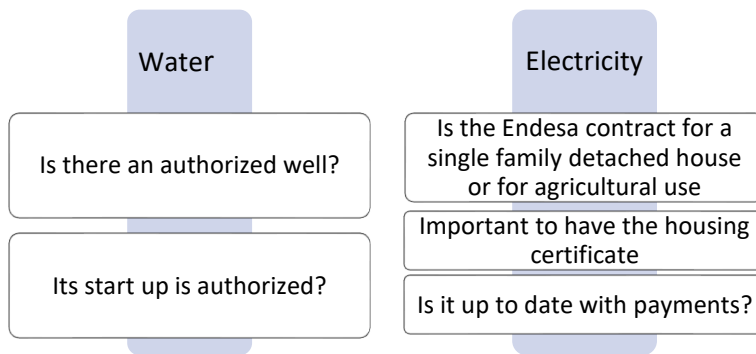 Water
Is there an authorized well?
Its start up is authorized?
Electricity
Is the Endesa contract for a
single family detached house
or for agricultural use
Important to have the housing
certificate
Is it up to date with payments?